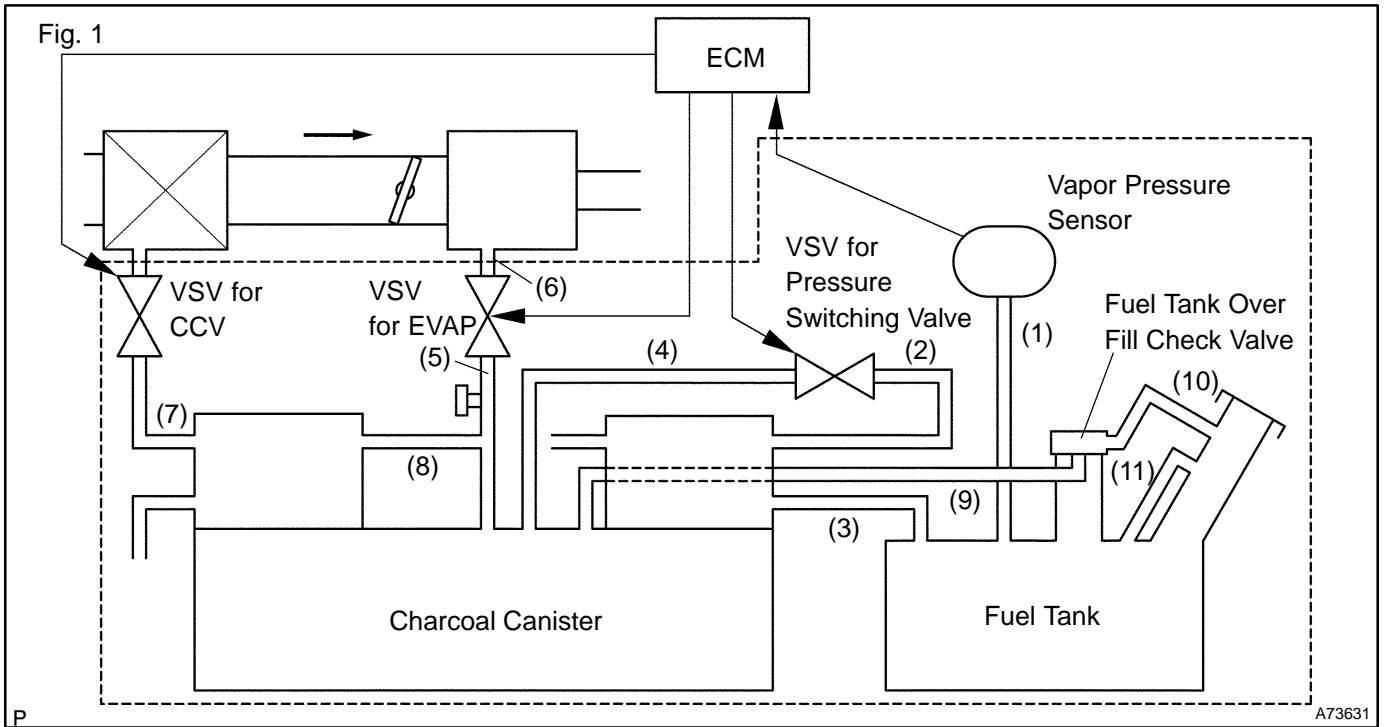 Fig. 1
ECM
Vapor Pressure
Sensor
VSV for
Pressure
Switching Valve
VSV for
CCV
VSV
for EVAP
(6)
Fuel Tank Over
Fill Check Valve
(1)
(5)
(4)
(2)
(10)
(7)
(8)
(11)
(9)
(3)
Charcoal Canister
Fuel Tank
P
A73631